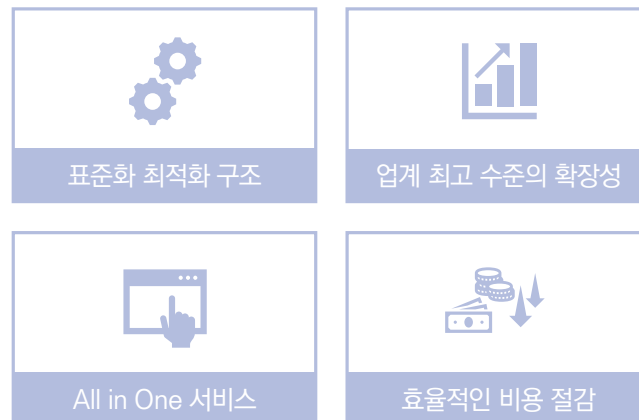 표준화 최적화 구조
업계 최고 수준의 확장성
All in One 서비스
효율적인 비용 절감